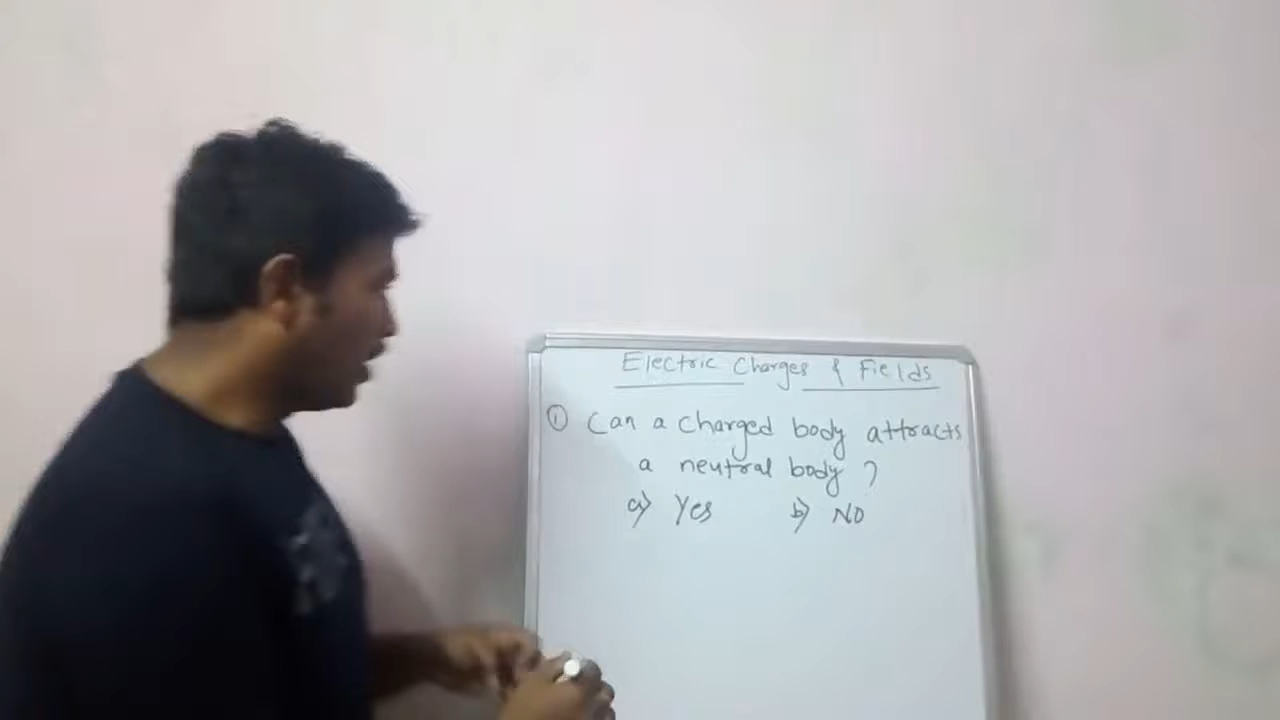 Electric Charges & Fields
① Can a Charged body attracts
a neutral body ?
a) Yes b) NO